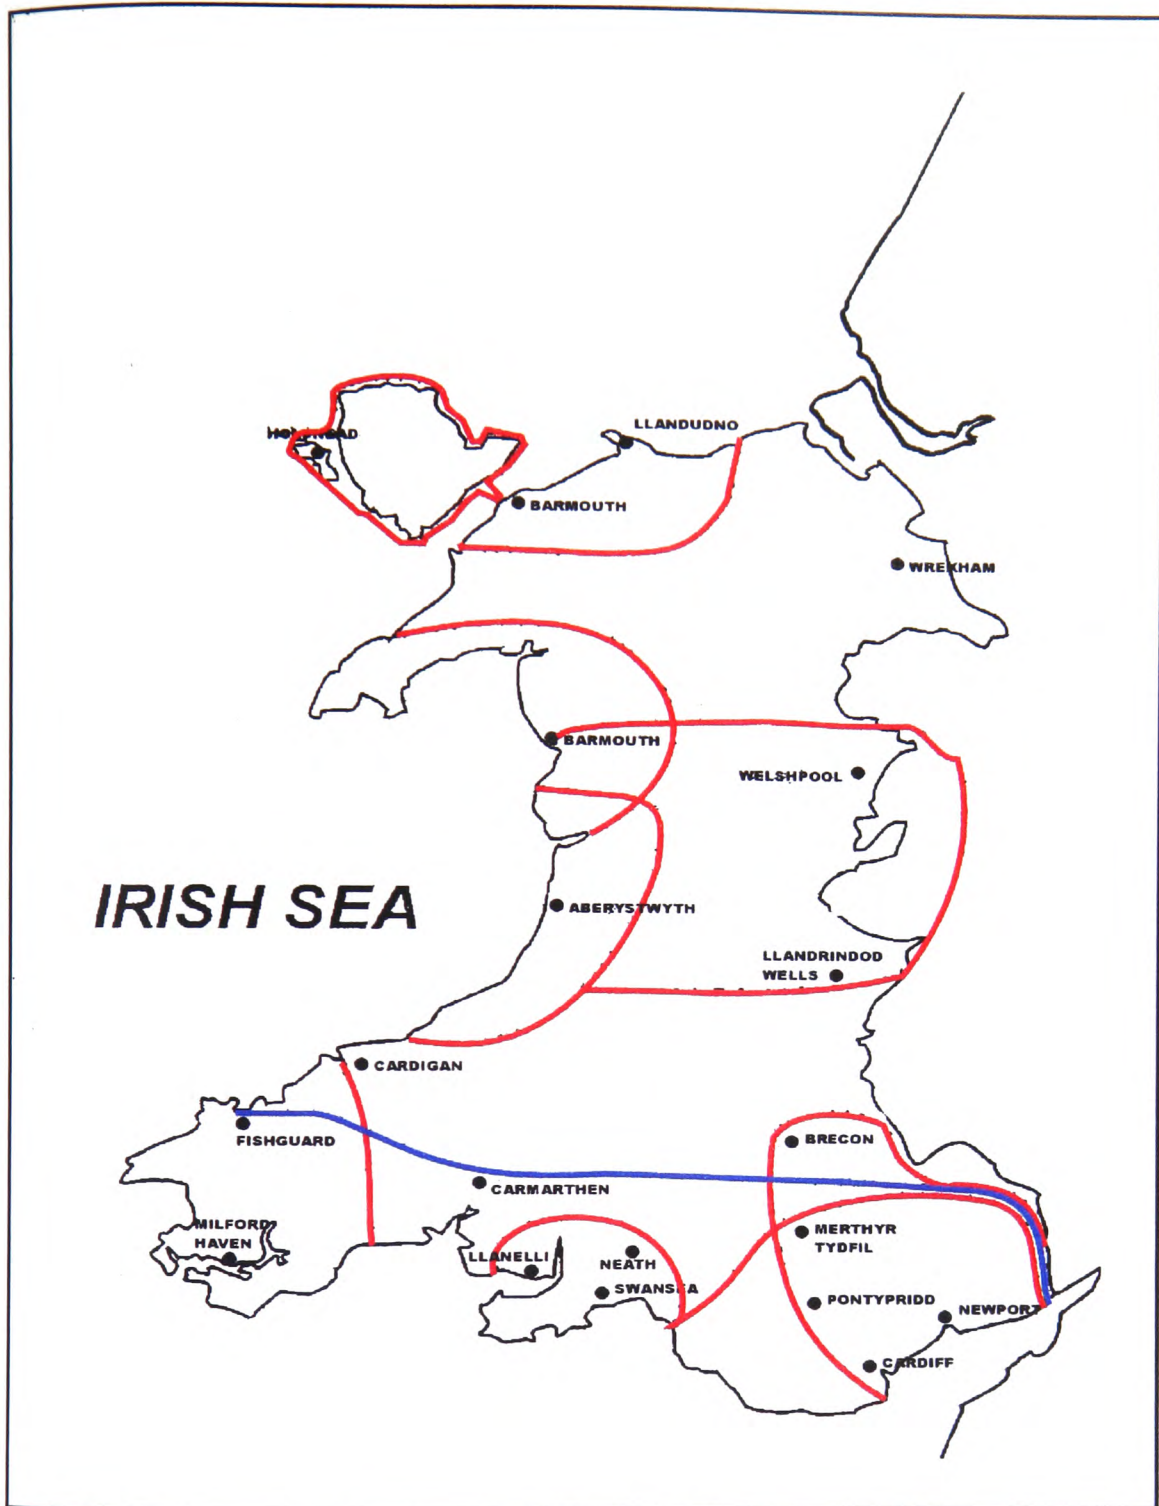 LLANDUDNO
BARMOUTH
WREXHAM
BARMOUTH
WELSHPOOL
IRISH SEA
ABERYSTWYTH
LLANDRINDOD
WELLS
CARDIGAN
FISHGUARD
BRECON
CARMARTHEN
MILFORD
HAVEN
MERTHYR
TYDFIL
LLANELLI
NEATH
SWANSEA
PONTYPRIDD
NEWPORT
CARDIFF